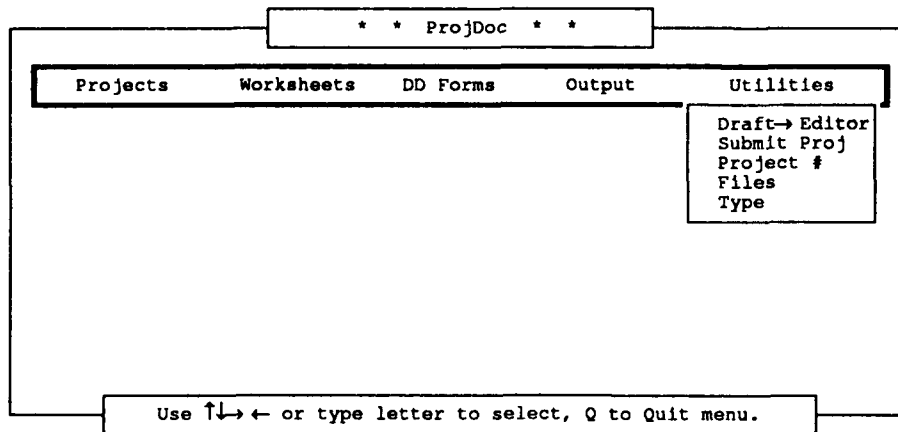 * * ProjDoc * *
Projects Worksheets DD Forms Output Utilities
Draft→ Editor
Submit Proj
Project #
Files
Type
Use ↑↓→ ← or type letter to select, Q to Quit menu.